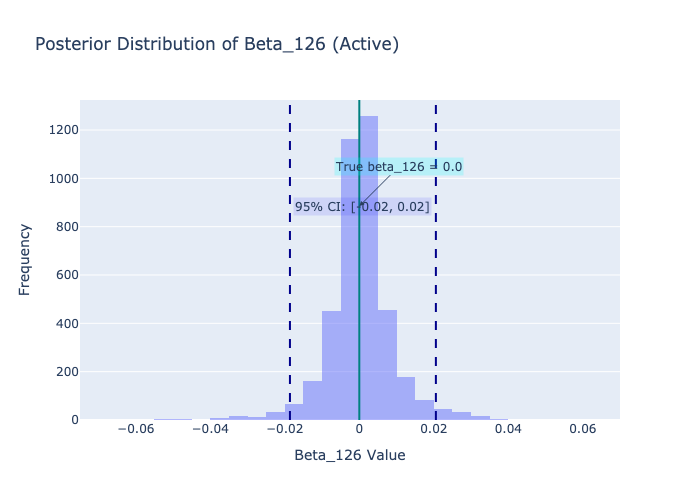 Posterior Distribution of Beta_126 (Active)
1200
1000
800
600
400
200
0
Frequency
True beta_126 = 0.0
95% CI: [-0.02, 0.02]
−0.06
−0.04
−0.02
0
0.02
0.04
0.06
Beta_126 Value